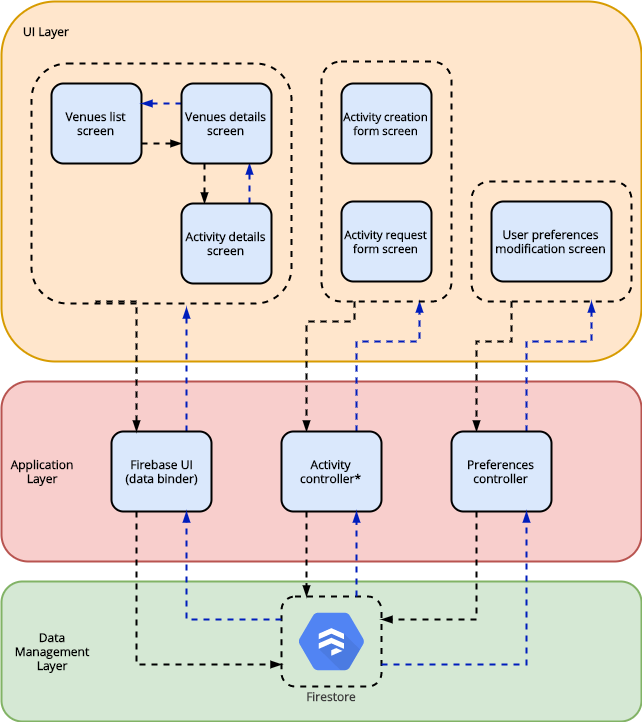 UI Layer
Venues list
screen
Venues details
screen
Activity creation
form screen
Activity details
screen
Activity request
form screen
User preferences
modification screen
Application
Layer
Firebase UI
(data binder)
Activity
controller*
Preferences
controller
Data
Management
Layer
Firestore